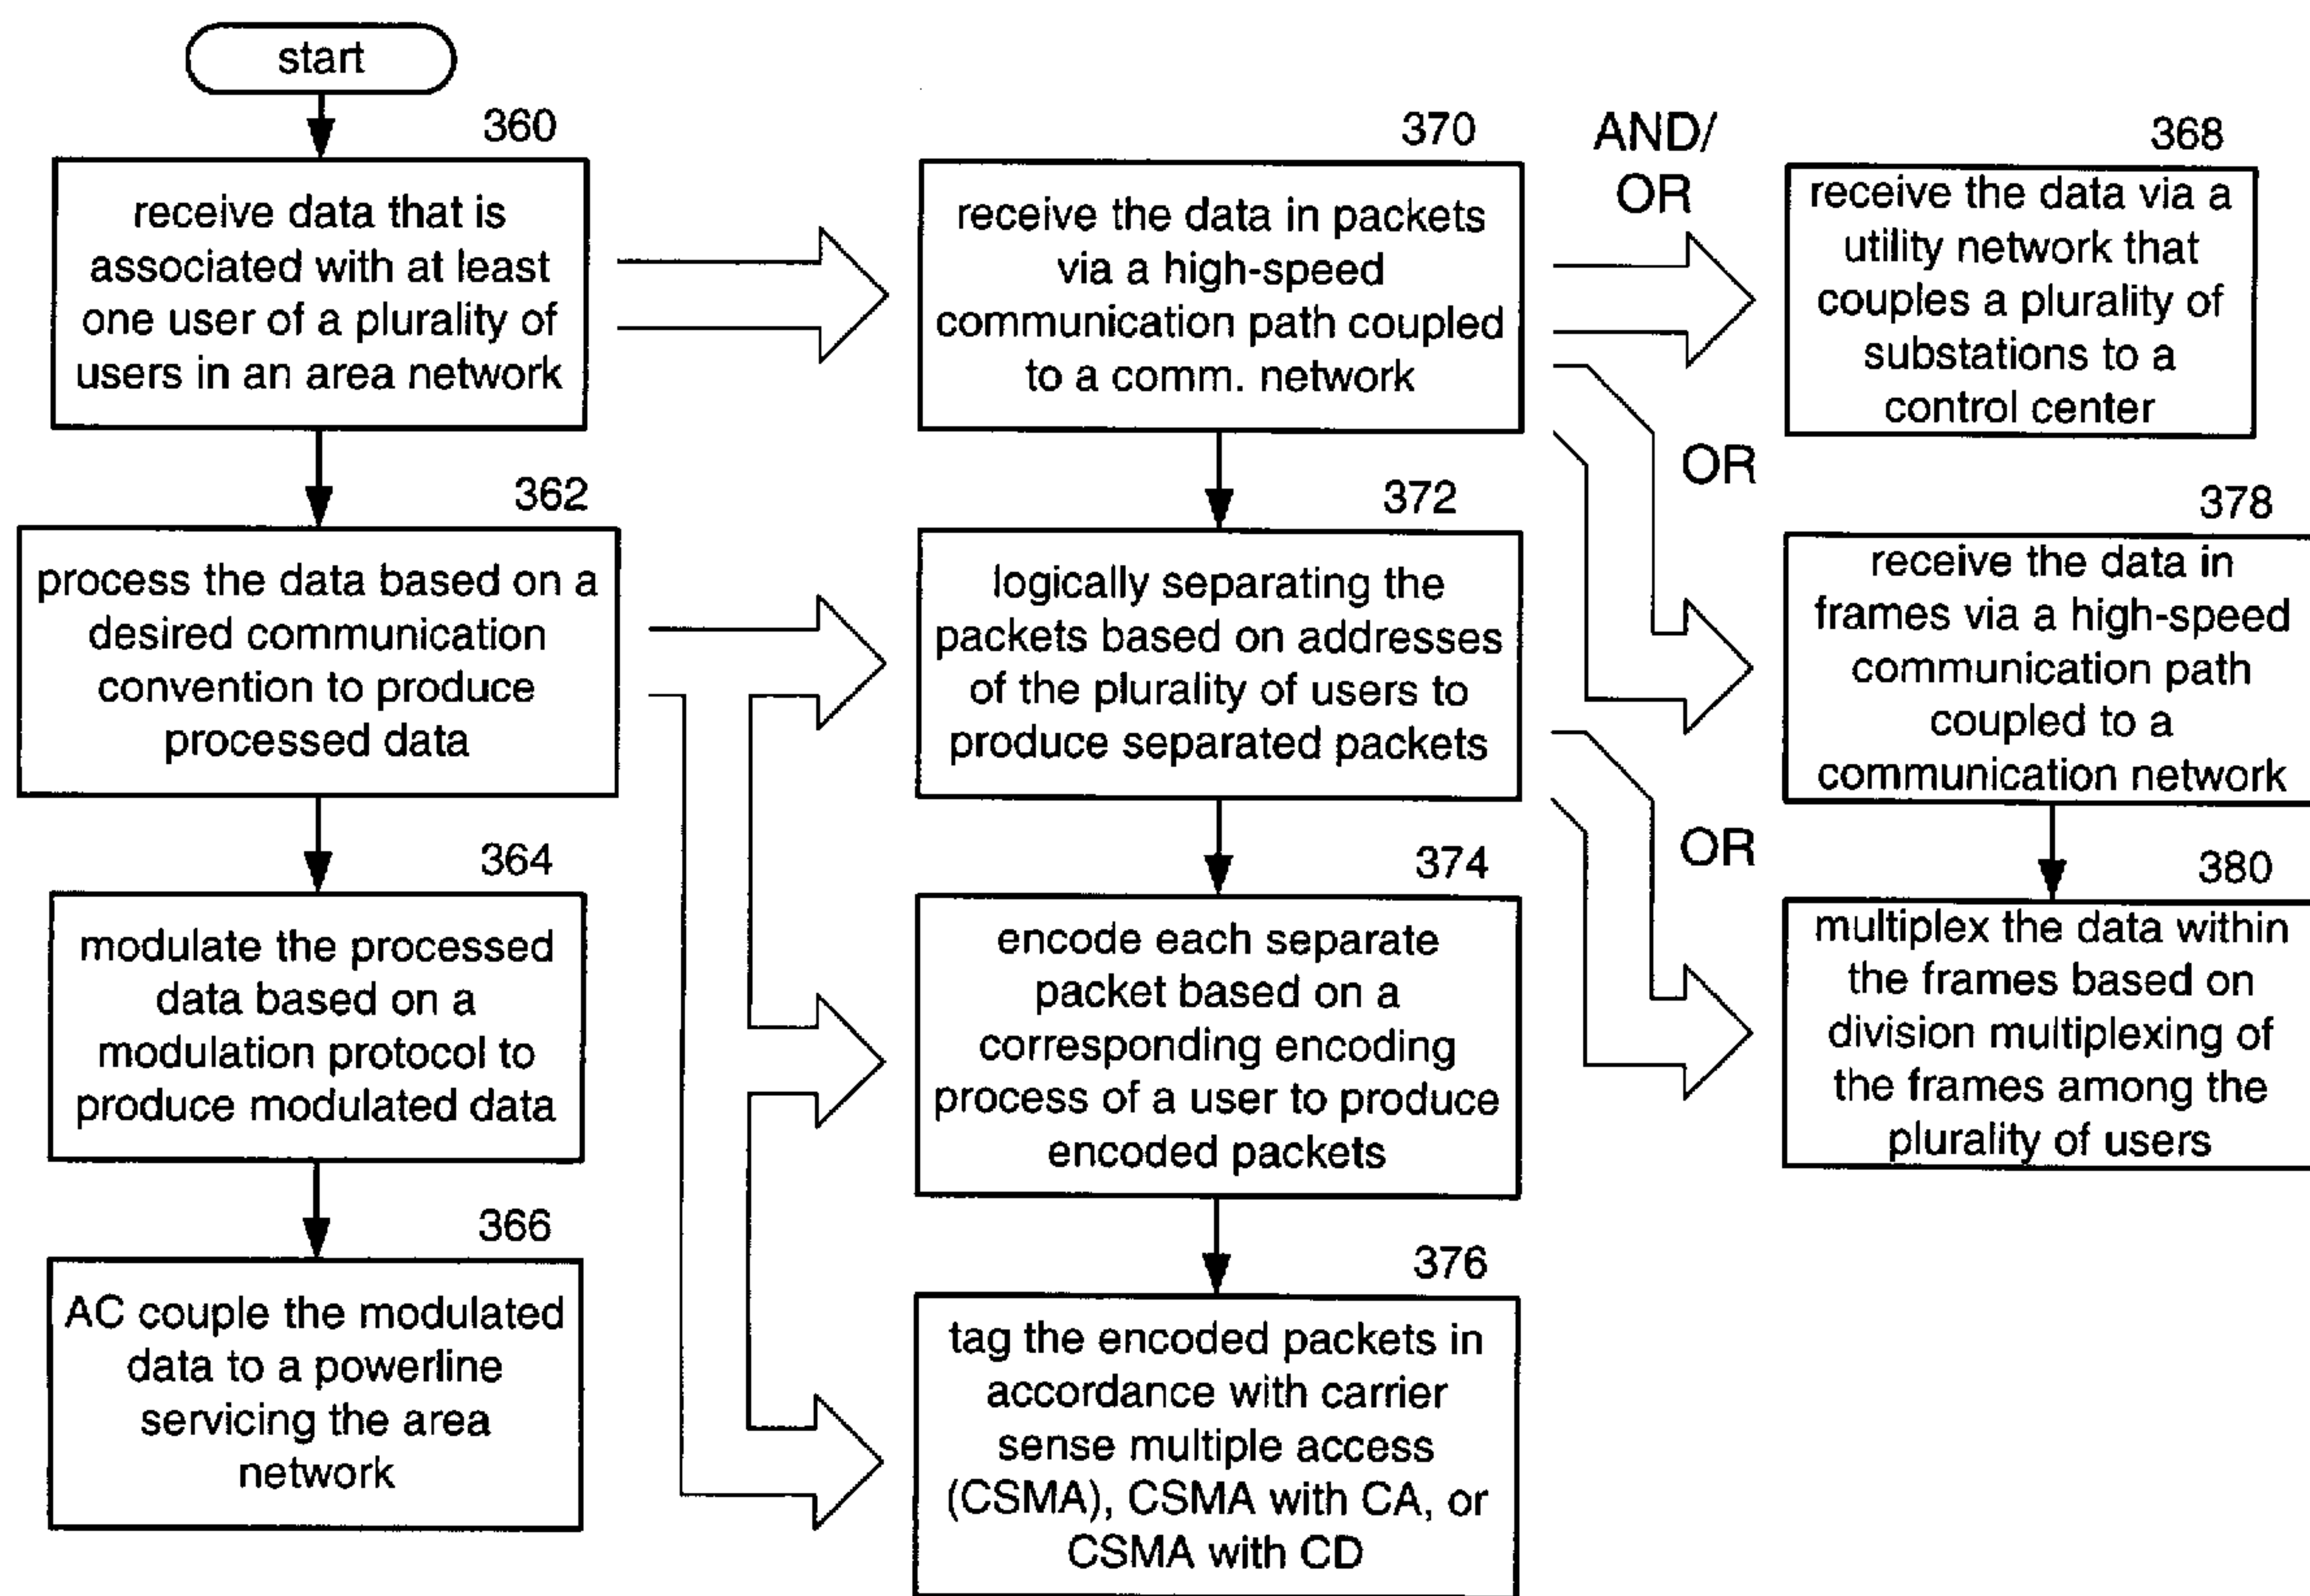 start
360
receive data that is
associated with at least
one user of a plurality of
users in an area network
362
process the data based on a
desired communication
convention to produce
processed data
364
modulate the processed
data based on a
modulation protocol to
produce modulated data
366
AC couple the modulated
data to a powerline
servicing the area
network
370
receive the data in packets
via a high-speed
communication path coupled
to a comm. network
372
logically separating the
packets based on addresses
of the plurality of users to
produce separated packets
374
encode each separate
packet based on a
corresponding encoding
process of a user to produce
encoded packets
376
tag the encoded packets in
accordance with carrier
sense multiple access
(CSMA), CSMA with CA, or
CSMA with CD
AND/
OR
368
receive the data via a
utility network that
couples a plurality of
substations to a
control center
OR
378
receive the data in
frames via a high-speed
communication path
coupled to a
communication network
OR
380
multiplex the data within
the frames based on
division multiplexing of
the frames among the
plurality of users